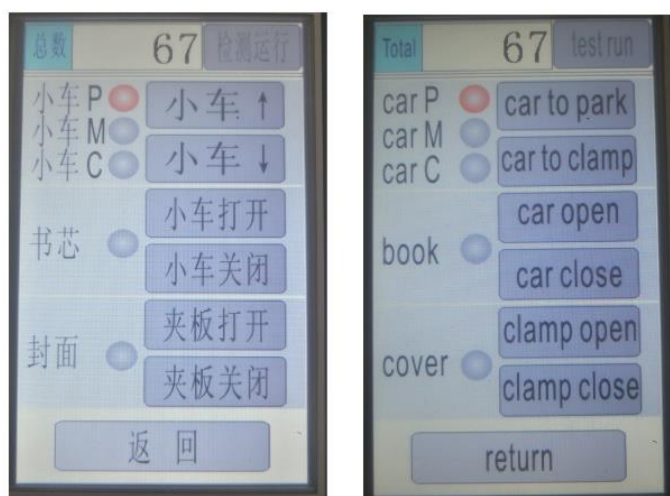 总数 67 检测运行
小车P 小车↑
小车M
小车C 小车↓
书芯 小车打开
小车关闭
封面 夹板打开
夹板关闭
返回
Total 67 test run
car P car to park
car M
car C car to clamp
book car open
car close
cover clamp open
clamp close
return